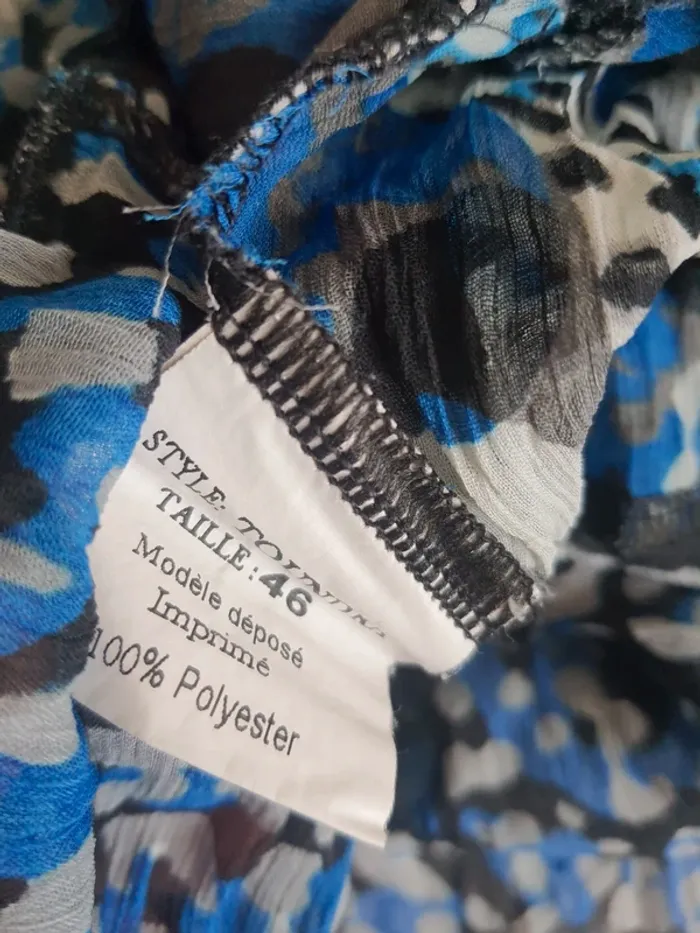 STYLE:
TAILLE: 46
Modèle déposé
Imprimé
100% Polyester